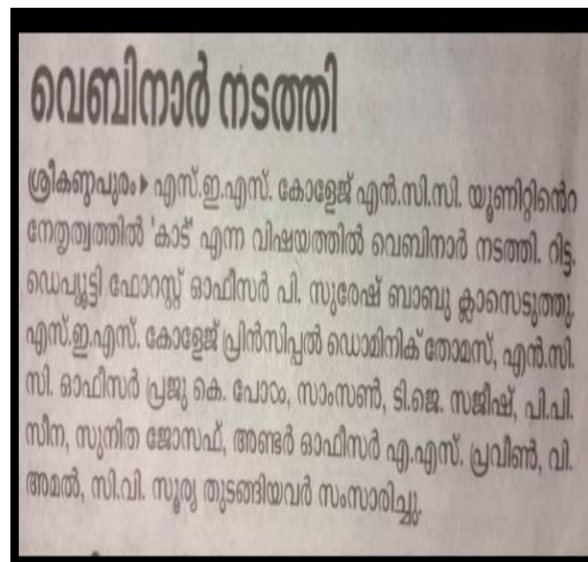 വെബിനാർ നടത്തി
ശ്രീകണ്ഠപുരം▸ എസ്.ഇ.എസ്. കോളേജ് എൻ.സി.സി. യൂണിറ്റിന്റെ
നേതൃത്വത്തിൽ 'കാട്' എന്ന വിഷയത്തിൽ വെബിനാർ നടത്തി. റിട്ട.
ഡെപ്യൂട്ടി ഫോറസ്റ്റ് ഓഫീസർ പി. സുരേഷ് ബാബു ക്ലാസെടുത്തു.
എസ്.ഇ.എസ്. കോളേജ് പ്രിൻസിപ്പൽ ഡൊമിനിക് തോമസ്, എൻ.സി.
സി. ഓഫീസർ പ്രജു കെ. പോഠം, സാംസൺ, ടി.ജെ. സജീഷ്, പി.പി.
സീന, സുനിത ജോസഫ്, അണ്ടർ ഓഫീസർ എ.എസ്. പ്രവീൺ, വി.
അമൽ, സി.വി. സൂര്യ തുടങ്ങിയവർ സംസാരിച്ചു.